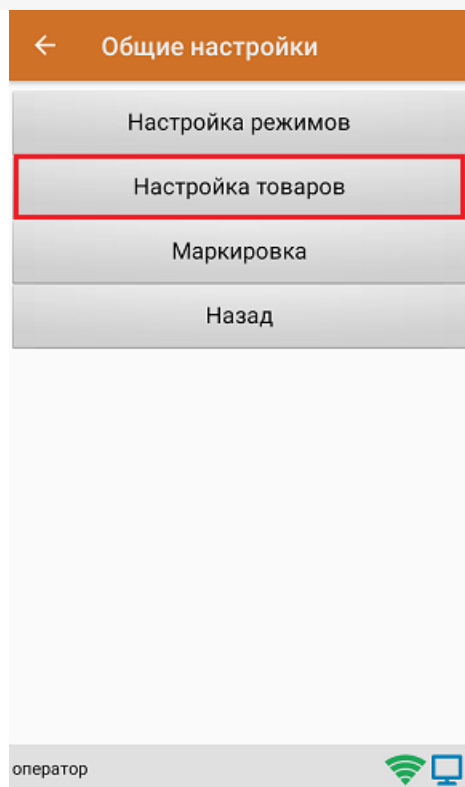 Общие настройки
Настройка режимов
Настройка товаров
Маркировка
Назад
оператор